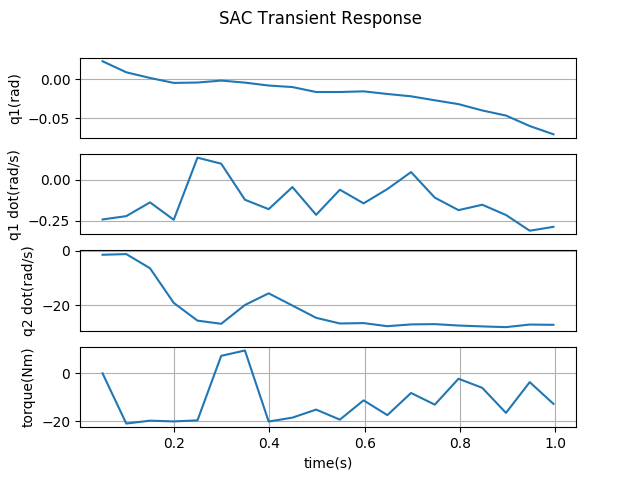 SAC Transient Response
q1(rad)
0.00
−0.05
q1 dot(rad/s)
0.00
−0.25
q2 dot(rad/s)
0
−20
torque(Nm)
0
−20
0.2 0.4 0.6 0.8 1.0
time(s)